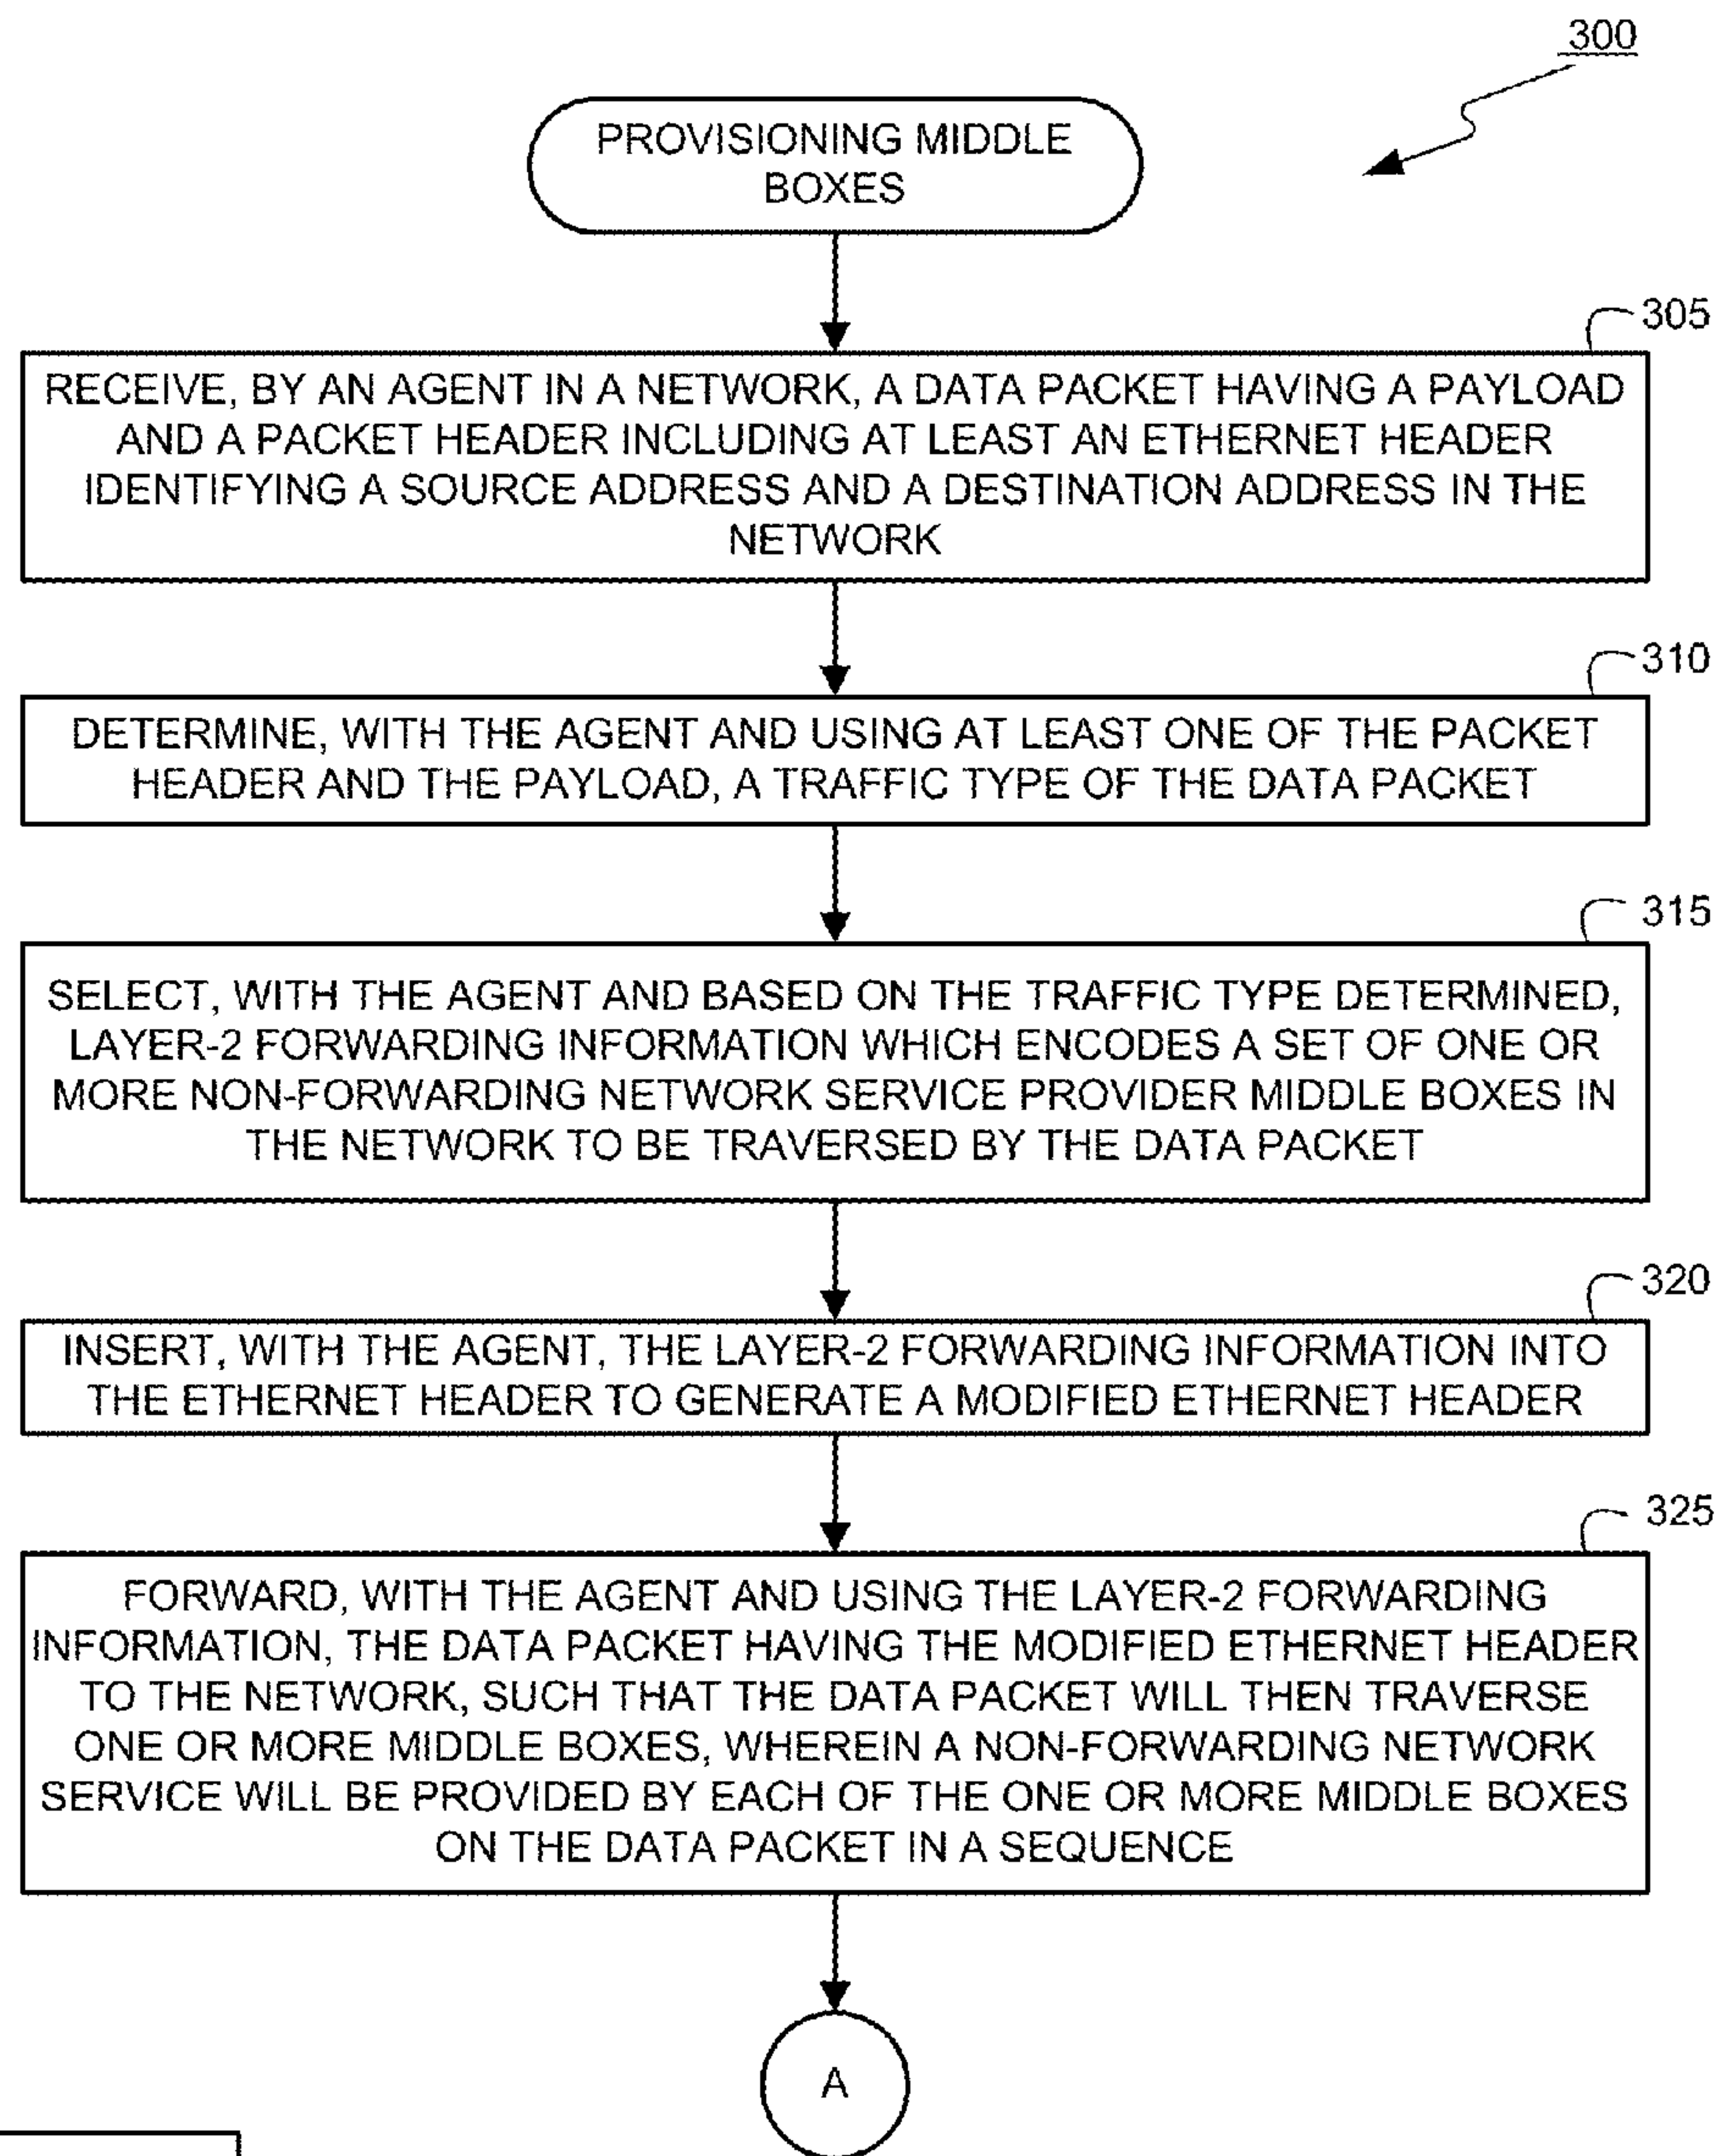 300
PROVISIONING MIDDLE
BOXES
305
RECEIVE, BY AN AGENT IN A NETWORK, A DATA PACKET HAVING A PAYLOAD
AND A PACKET HEADER INCLUDING AT LEAST AN ETHERNET HEADER
IDENTIFYING A SOURCE ADDRESS AND A DESTINATION ADDRESS IN THE
NETWORK
310
DETERMINE, WITH THE AGENT AND USING AT LEAST ONE OF THE PACKET
HEADER AND THE PAYLOAD, A TRAFFIC TYPE OF THE DATA PACKET
315
SELECT, WITH THE AGENT AND BASED ON THE TRAFFIC TYPE DETERMINED,
LAYER-2 FORWARDING INFORMATION WHICH ENCODES A SET OF ONE OR
MORE NON-FORWARDING NETWORK SERVICE PROVIDER MIDDLE BOXES IN
THE NETWORK TO BE TRAVERSED BY THE DATA PACKET
320
INSERT, WITH THE AGENT, THE LAYER-2 FORWARDING INFORMATION INTO
THE ETHERNET HEADER TO GENERATE A MODIFIED ETHERNET HEADER
325
FORWARD, WITH THE AGENT AND USING THE LAYER-2 FORWARDING
INFORMATION, THE DATA PACKET HAVING THE MODIFIED ETHERNET HEADER
TO THE NETWORK, SUCH THAT THE DATA PACKET WILL THEN TRAVERSE
ONE OR MORE MIDDLE BOXES, WHEREIN A NON-FORWARDING NETWORK
SERVICE WILL BE PROVIDED BY EACH OF THE ONE OR MORE MIDDLE BOXES
ON THE DATA PACKET IN A SEQUENCE
A